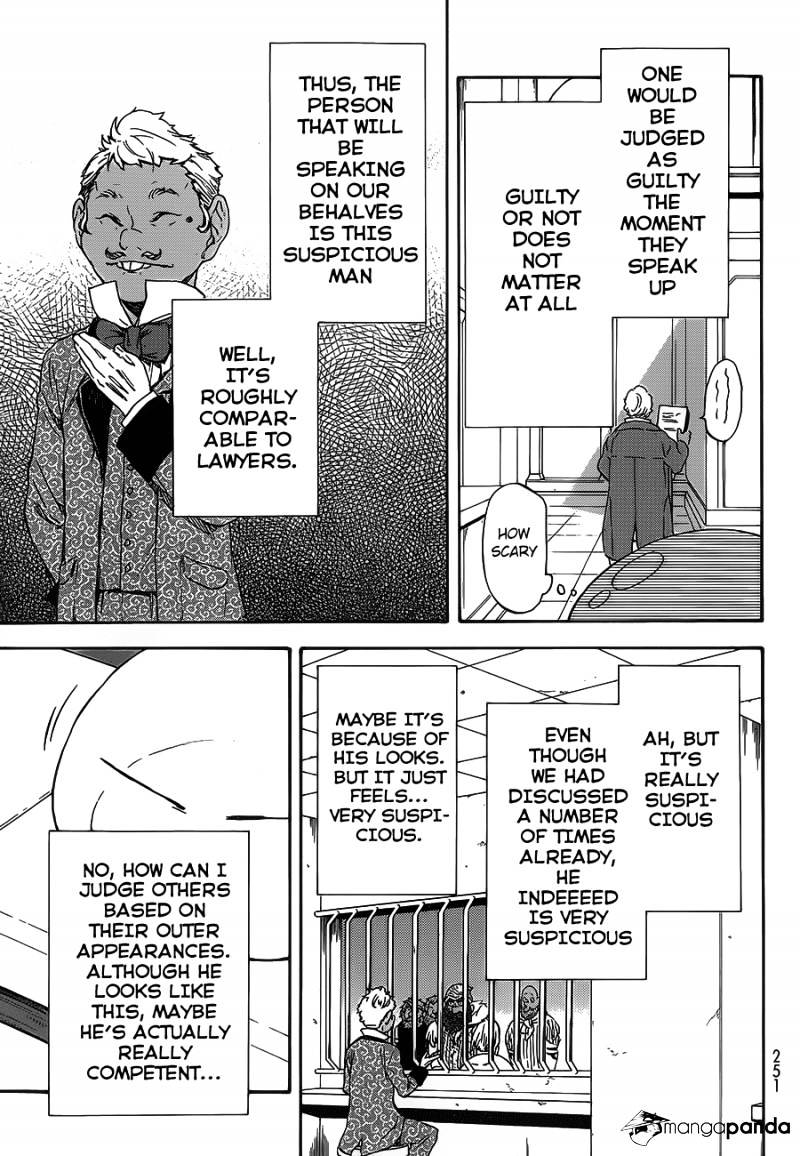 ONE
WOULD
BE
JUDGED
AS
GUILTY
THE
MOMENT
THEY
SPEAK
UP
GUILTY
OR NOT
DOES
NOT
MATTER
AT ALL
HOW
SCARY
THUS, THE
PERSON
THAT WILL
BE
SPEAKING
ON OUR
BEHALVES
IS THIS
SUSPICIOUS
MAN
WELL,
IT'S
ROUGHLY
COMPAR-
ABLE TO
LAWYERS.
AH, BUT
IT'S
REALLY
SUSPI-
CIOUS
EVEN
THOUGH
WE HAD
DISCUSSED
A NUMBER
OF TIMES
ALREADY,
HE
INDEEEED
IS VERY
SUSPICIOUS
MAYBE IT'S
BECAUSE OF
HIS LOOKS.
BUT IT JUST
FEELS...
VERY SUSPI-
CIOUS.
NO, HOW CAN I
JUDGE OTHERS
BASED ON
THEIR OUTER
APPEARANCES.
ALTHOUGH HE
LOOKS LIKE
THIS, MAYBE
HE'S ACTUALLY
REALLY
COMPETENT...
251
mangapanda